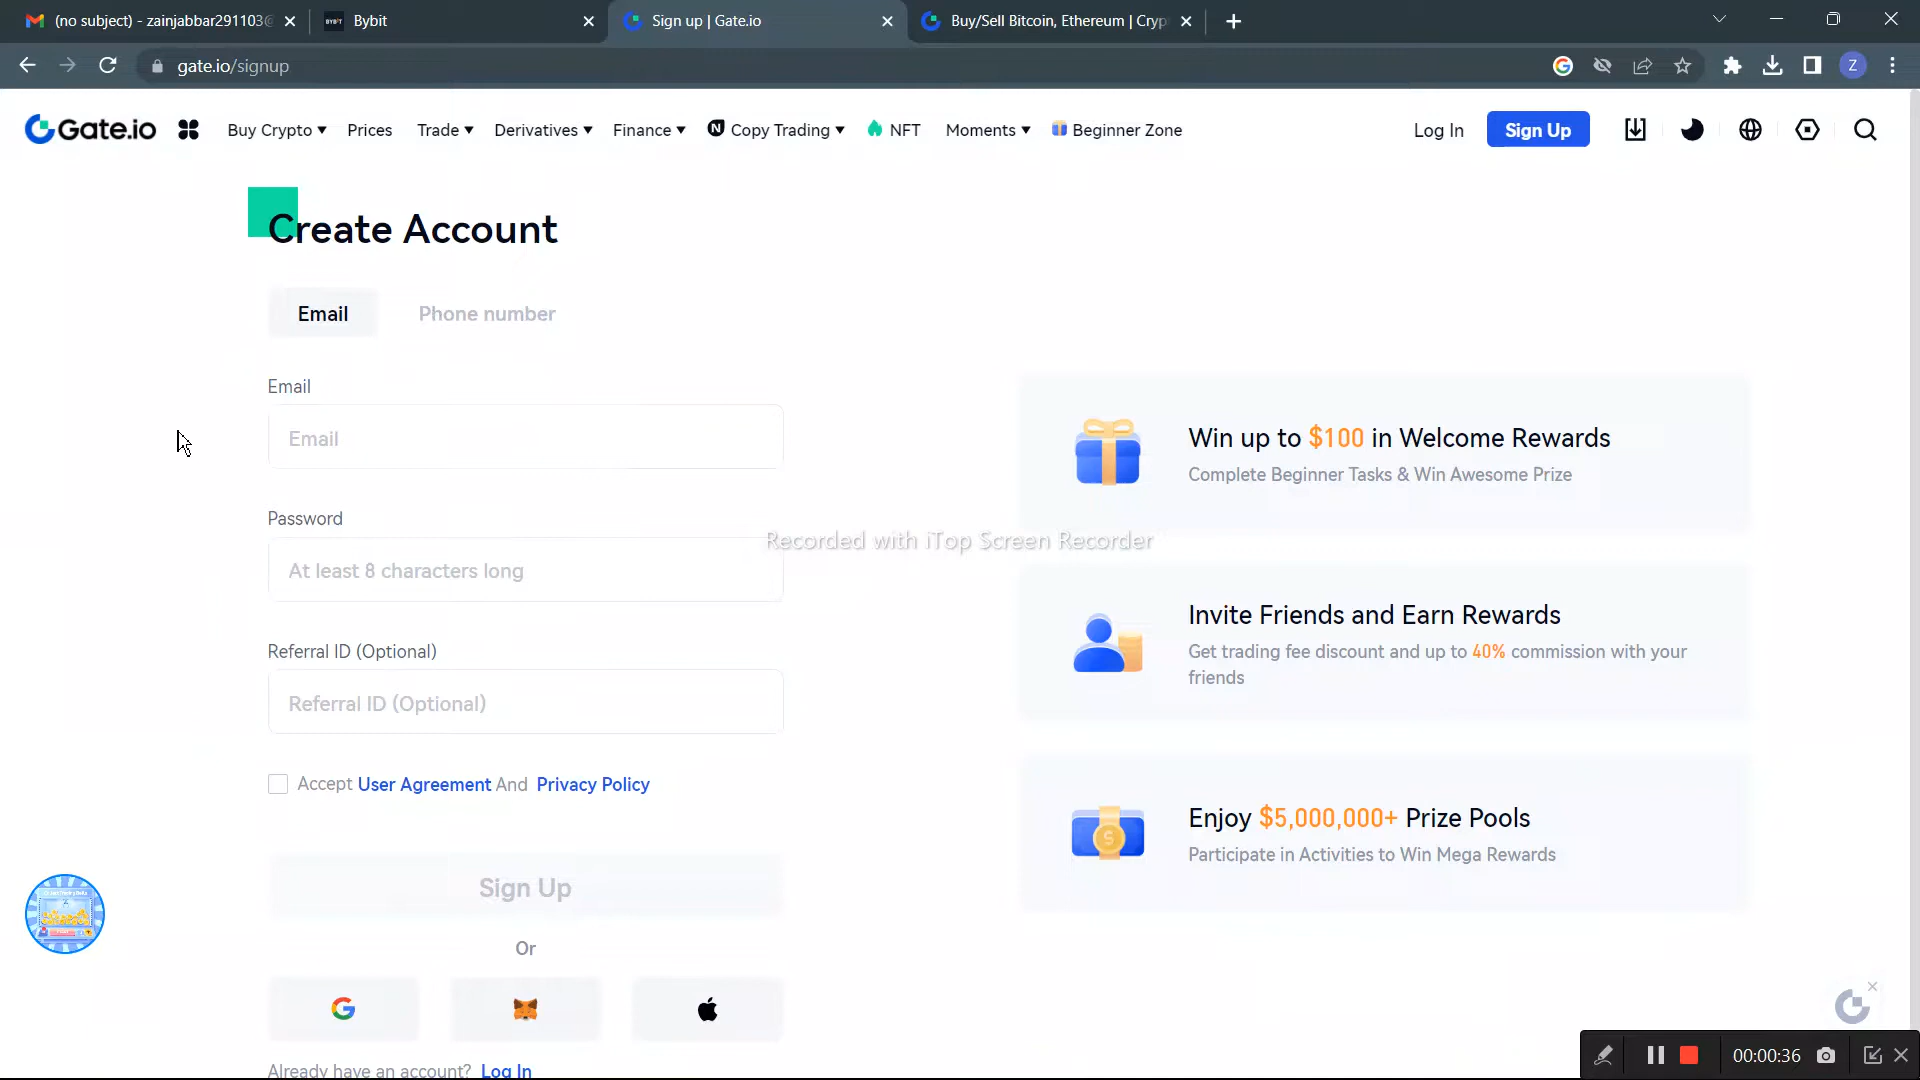 (no subject) - zainjabbar291103@
Bybit
Sign up | Gate.io
Buy/Sell Bitcoin, Ethereum | Cryp
gate.io/signup
Z
Gate.io
Buy Crypto
Prices
Trade
Derivatives
Finance
Copy Trading
NFT
Moments
Beginner Zone
Log In
Sign Up
Create Account
Email
Phone number
Email
Email
Password
At least 8 characters long
Referral ID (Optional)
Referral ID (Optional)
Accept User Agreement And Privacy Policy
Sign Up
Or
Already have an account? Log In
Win up to $100 in Welcome Rewards
Complete Beginner Tasks & Win Awesome Prize
Recorded with iTop Screen Recorder
Invite Friends and Earn Rewards
Get trading fee discount and up to 40% commission with your
friends
Enjoy $5,000,000+ Prize Pools
Participate in Activities to Win Mega Rewards
00:00:36